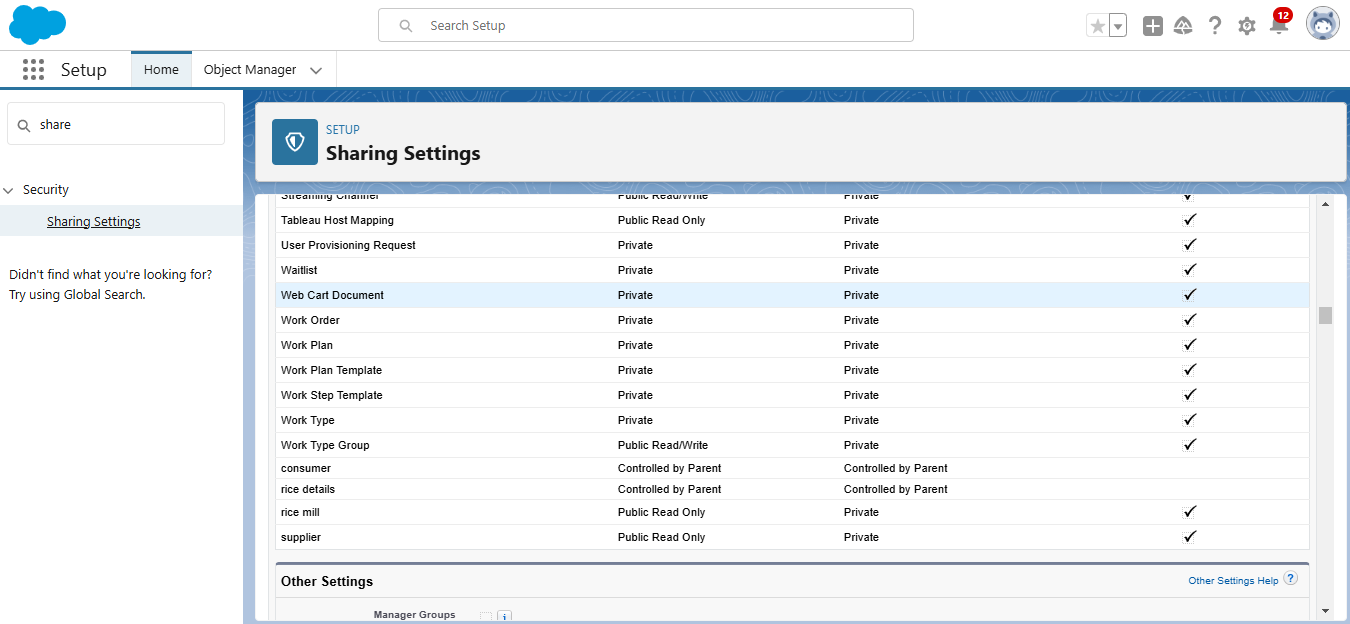 Search Setup
12
Setup
Home
Object Manager
share
Security
Sharing Settings
Didn't find what you're looking for?
Try using Global Search.
SETUP
Sharing Settings
Streaming Channel Public Read/Write Private
Tableau Host Mapping Public Read Only Private
User Provisioning Request Private Private
Waitlist Private Private
Web Cart Document Private Private
Work Order Private Private
Work Plan Private Private
Work Plan Template Private Private
Work Step Template Private Private
Work Type Private Private
Work Type Group Public Read/Write Private
consumer Controlled by Parent Controlled by Parent
rice details Controlled by Parent Controlled by Parent
rice mill Public Read Only Private
supplier Public Read Only Private
Other Settings
Other Settings Help ?
Manager Groups i